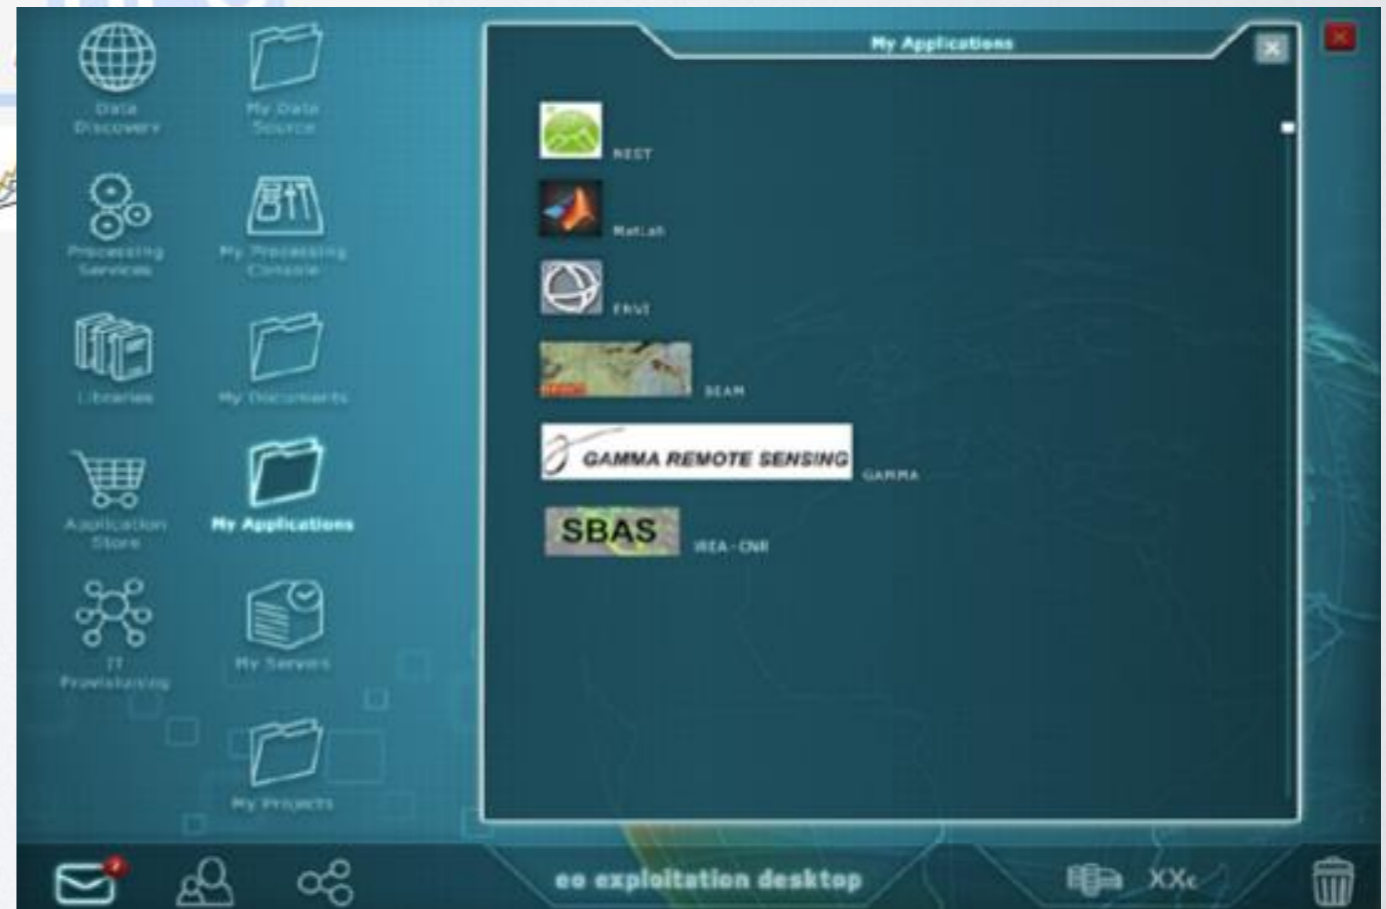 Data
Discovery
My Data
Source
Processing
Services
My Processing
Console
Libraries
My Documents
Application
Store
My Applications
IT
Provisioning
My Servers
My Projects
My Applications
NEST
MatLab
ENVI
BEAM
GAMMA REMOTE SENSING
GAMMA
SBAS
IREA-CNR
eo exploitation desktop
XX€